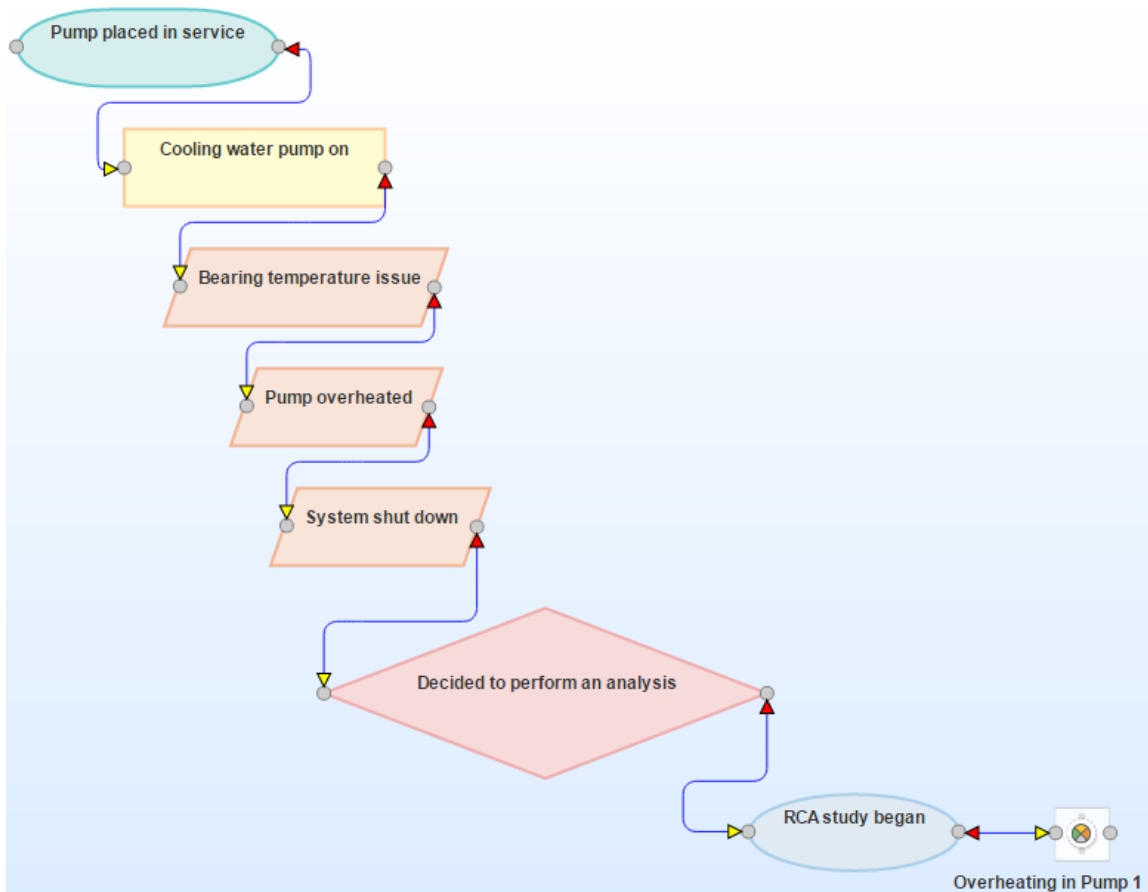 Pump placed in service
Cooling water pump on
Bearing temperature issue
Pump overheated
System shut down
Decided to perform an analysis
RCA study began
Overheating in Pump 1